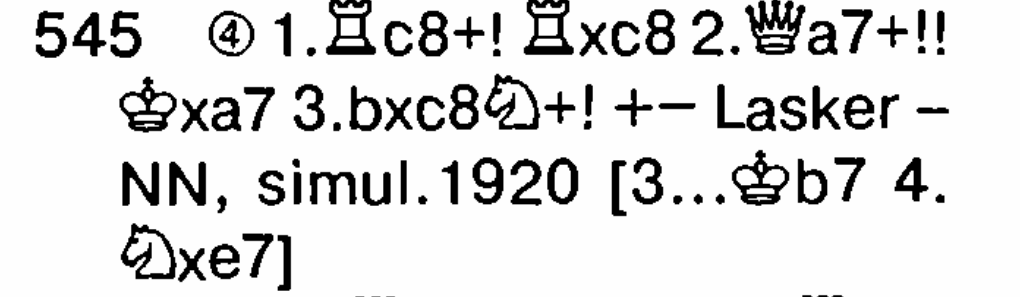 545 ④ 1.♖c8+! ♖xc8 2.♕a7+!!
♔xa7 3.bxc8♘+! +− Lasker –
NN, simul.1920 [3...♔b7 4.
♘xe7]